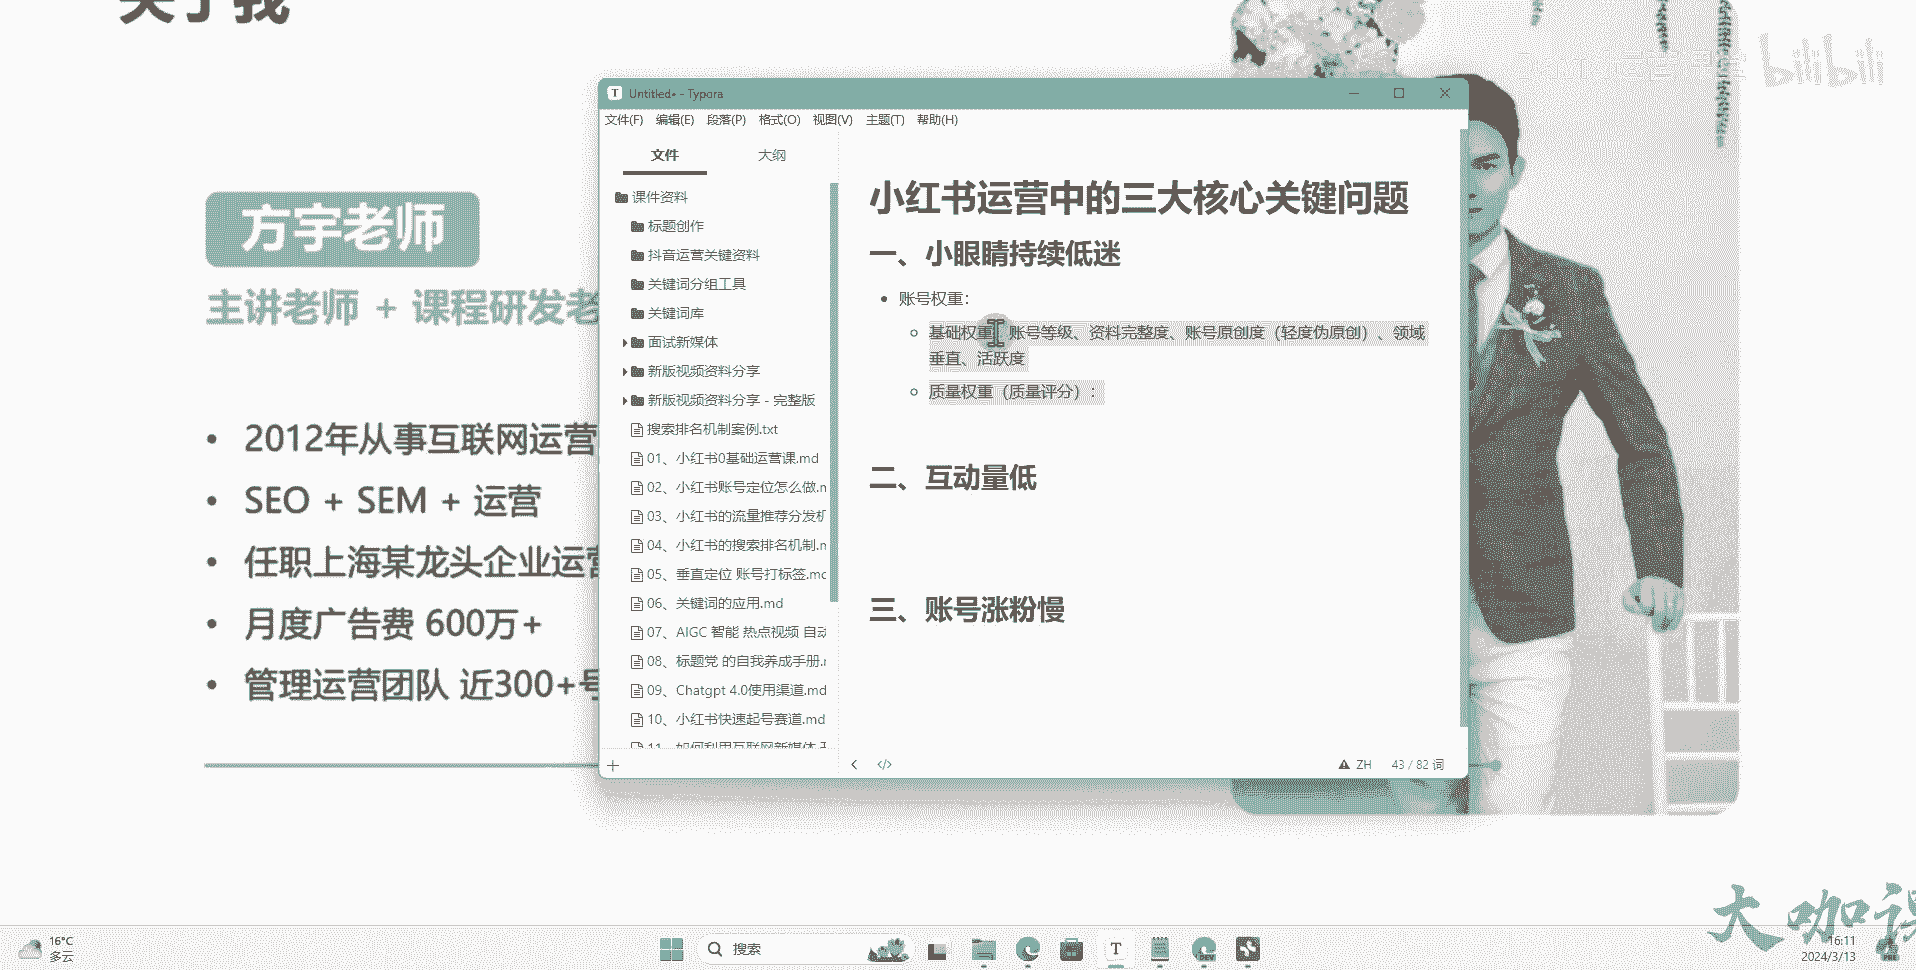 关于我
bilibili
方宇老师
主讲老师 + 课程研发老
2012年从事互联网运营
SEO + SEM + 运营
任职上海某龙头企业运营
月度广告费 600万+
管理运营团队 近300+号
Untitled• - Typora
文件(F) 编辑(E) 段落(P) 格式(O) 视图(V) 主题(T) 帮助(H)
文件 大纲
课件资料
标题创作
抖音运营关键资料
关键词分组工具
关键词库
面试新媒体
新版视频资料分享
新版视频资料分享 - 完整版
搜索排名机制案例.txt
01、小红书0基础运营课.md
02、小红书账号定位怎么做.m
03、小红书的流量推荐分发机
04、小红书的搜索排名机制.m
05、垂直定位 账号打标签.mc
06、关键词的应用.md
07、AIGC 智能 热点视频 自动
08、标题党 的自我养成手册.r
09、Chatgpt 4.0使用渠道.md
10、小红书快速起号赛道.md
11、如何利用互联网新媒体
小红书运营中的三大核心关键问题
一、小眼睛持续低迷
账号权重：
基础权重：账号等级、资料完整度、账号原创度（轻度伪原创）、领域
垂直、活跃度
质量权重（质量评分）：
二、互动量低
三、账号涨粉慢
ZH 43 / 82 词
大咖课
16°C
多云
搜索
16:11
2024/3/13